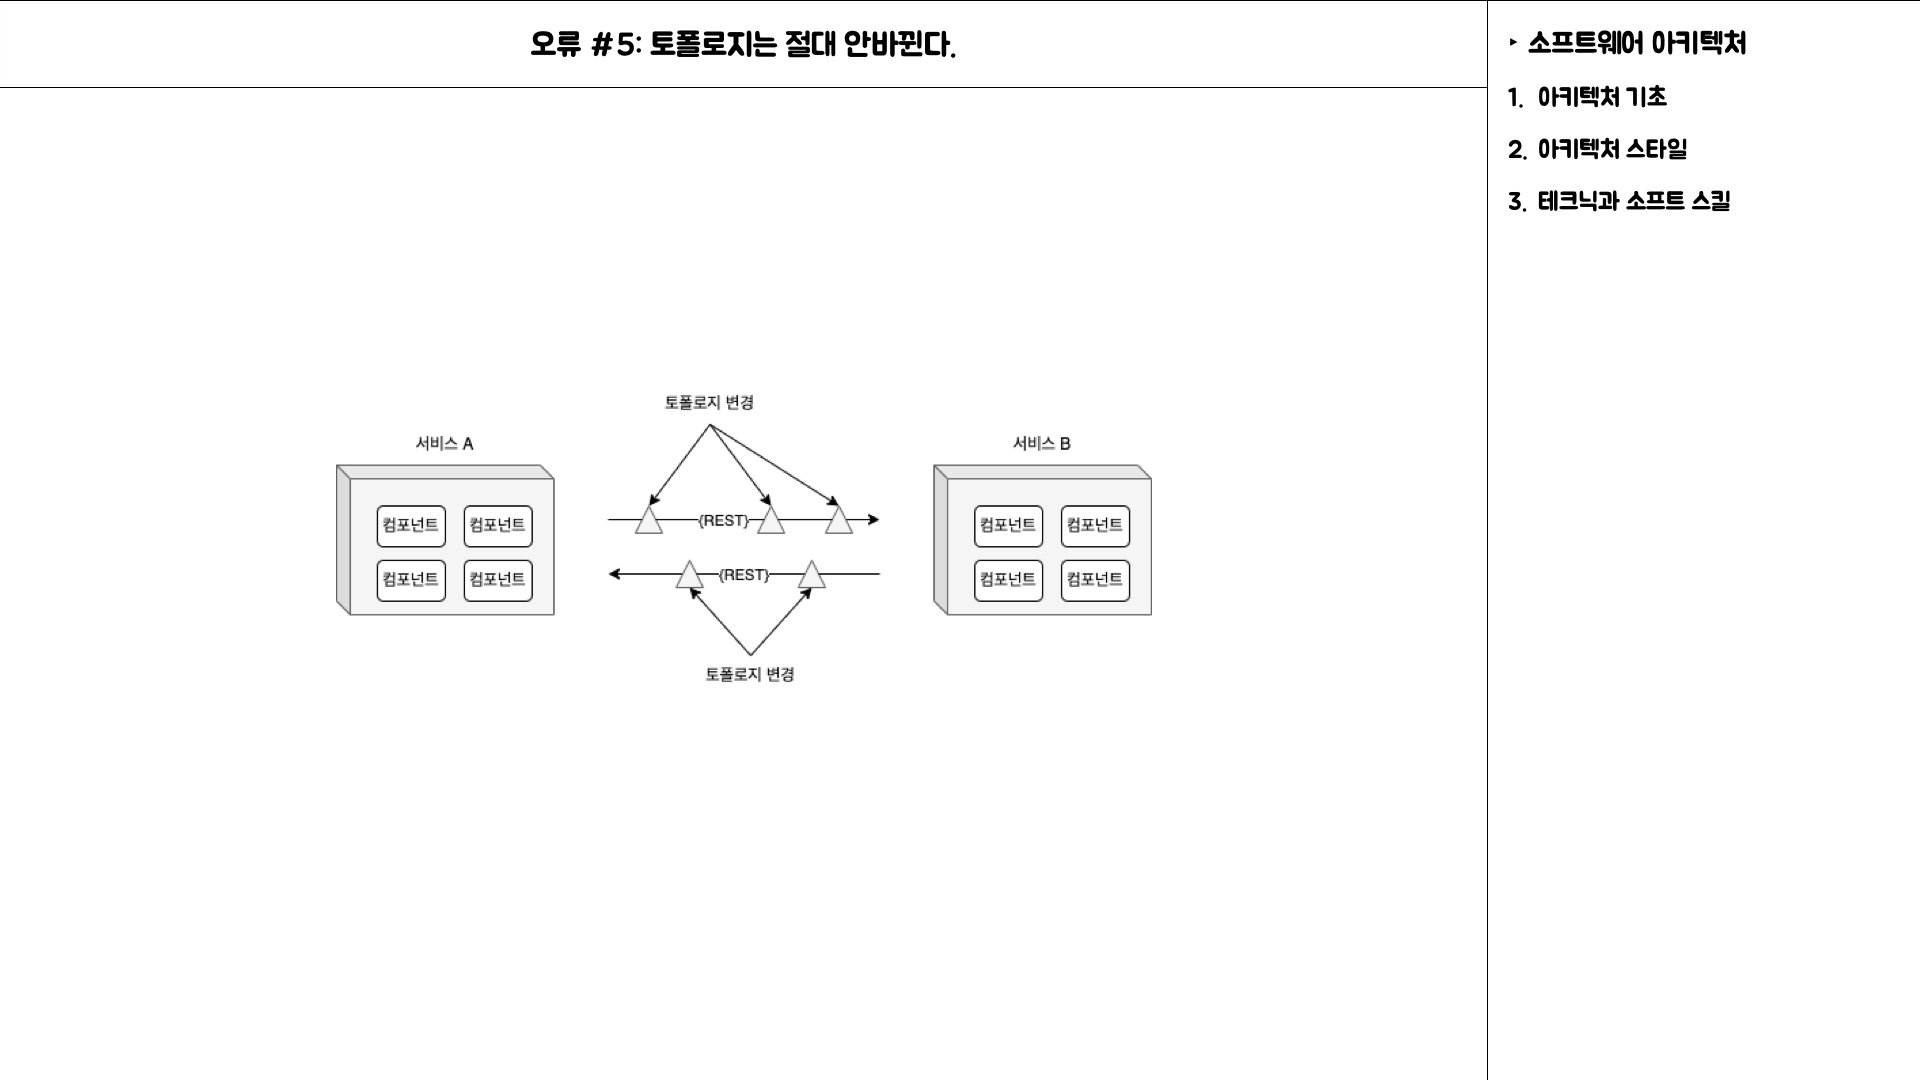 오류 #5: 토폴로지는 절대 안바뀐다.
토폴로지 변경
서비스 A
서비스 B
컴포넌트 컴포넌트
컴포넌트 컴포넌트
{REST}
{REST}
컴포넌트 컴포넌트
컴포넌트 컴포넌트
토폴로지 변경
‣ 소프트웨어 아키텍처
1. 아키텍처 기초
2. 아키텍처 스타일
3. 테크닉과 소프트 스킬